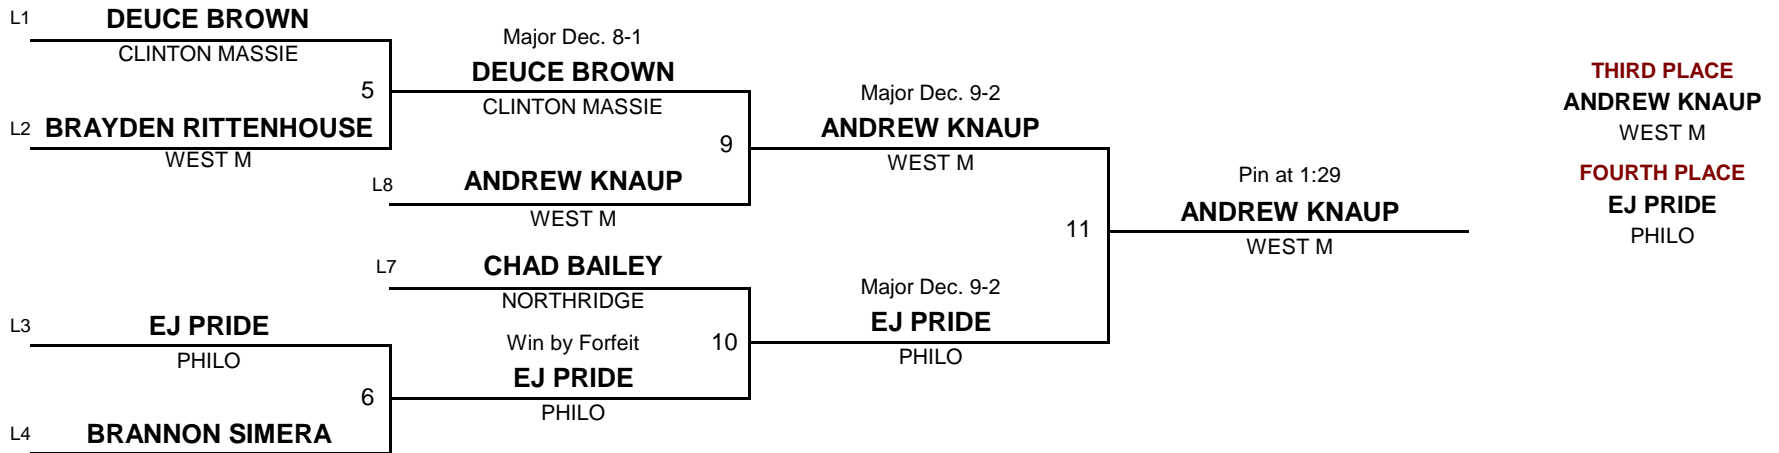 L1 DEUCE BROWN
CLINTON MASSIE
5
L2 BRAYDEN RITTENHOUSE
WEST M
Major Dec. 8-1
DEUCE BROWN
CLINTON MASSIE
9
L8 ANDREW KNAUP
WEST M
L7 CHAD BAILEY
NORTHRIDGE
10
L3 EJ PRIDE
PHILO
6
L4 BRANNON SIMERA
Win by Forfeit
EJ PRIDE
PHILO
Major Dec. 9-2
ANDREW KNAUP
WEST M
11
Major Dec. 9-2
EJ PRIDE
PHILO
Pin at 1:29
ANDREW KNAUP
WEST M
THIRD PLACE
ANDREW KNAUP
WEST M
FOURTH PLACE
EJ PRIDE
PHILO